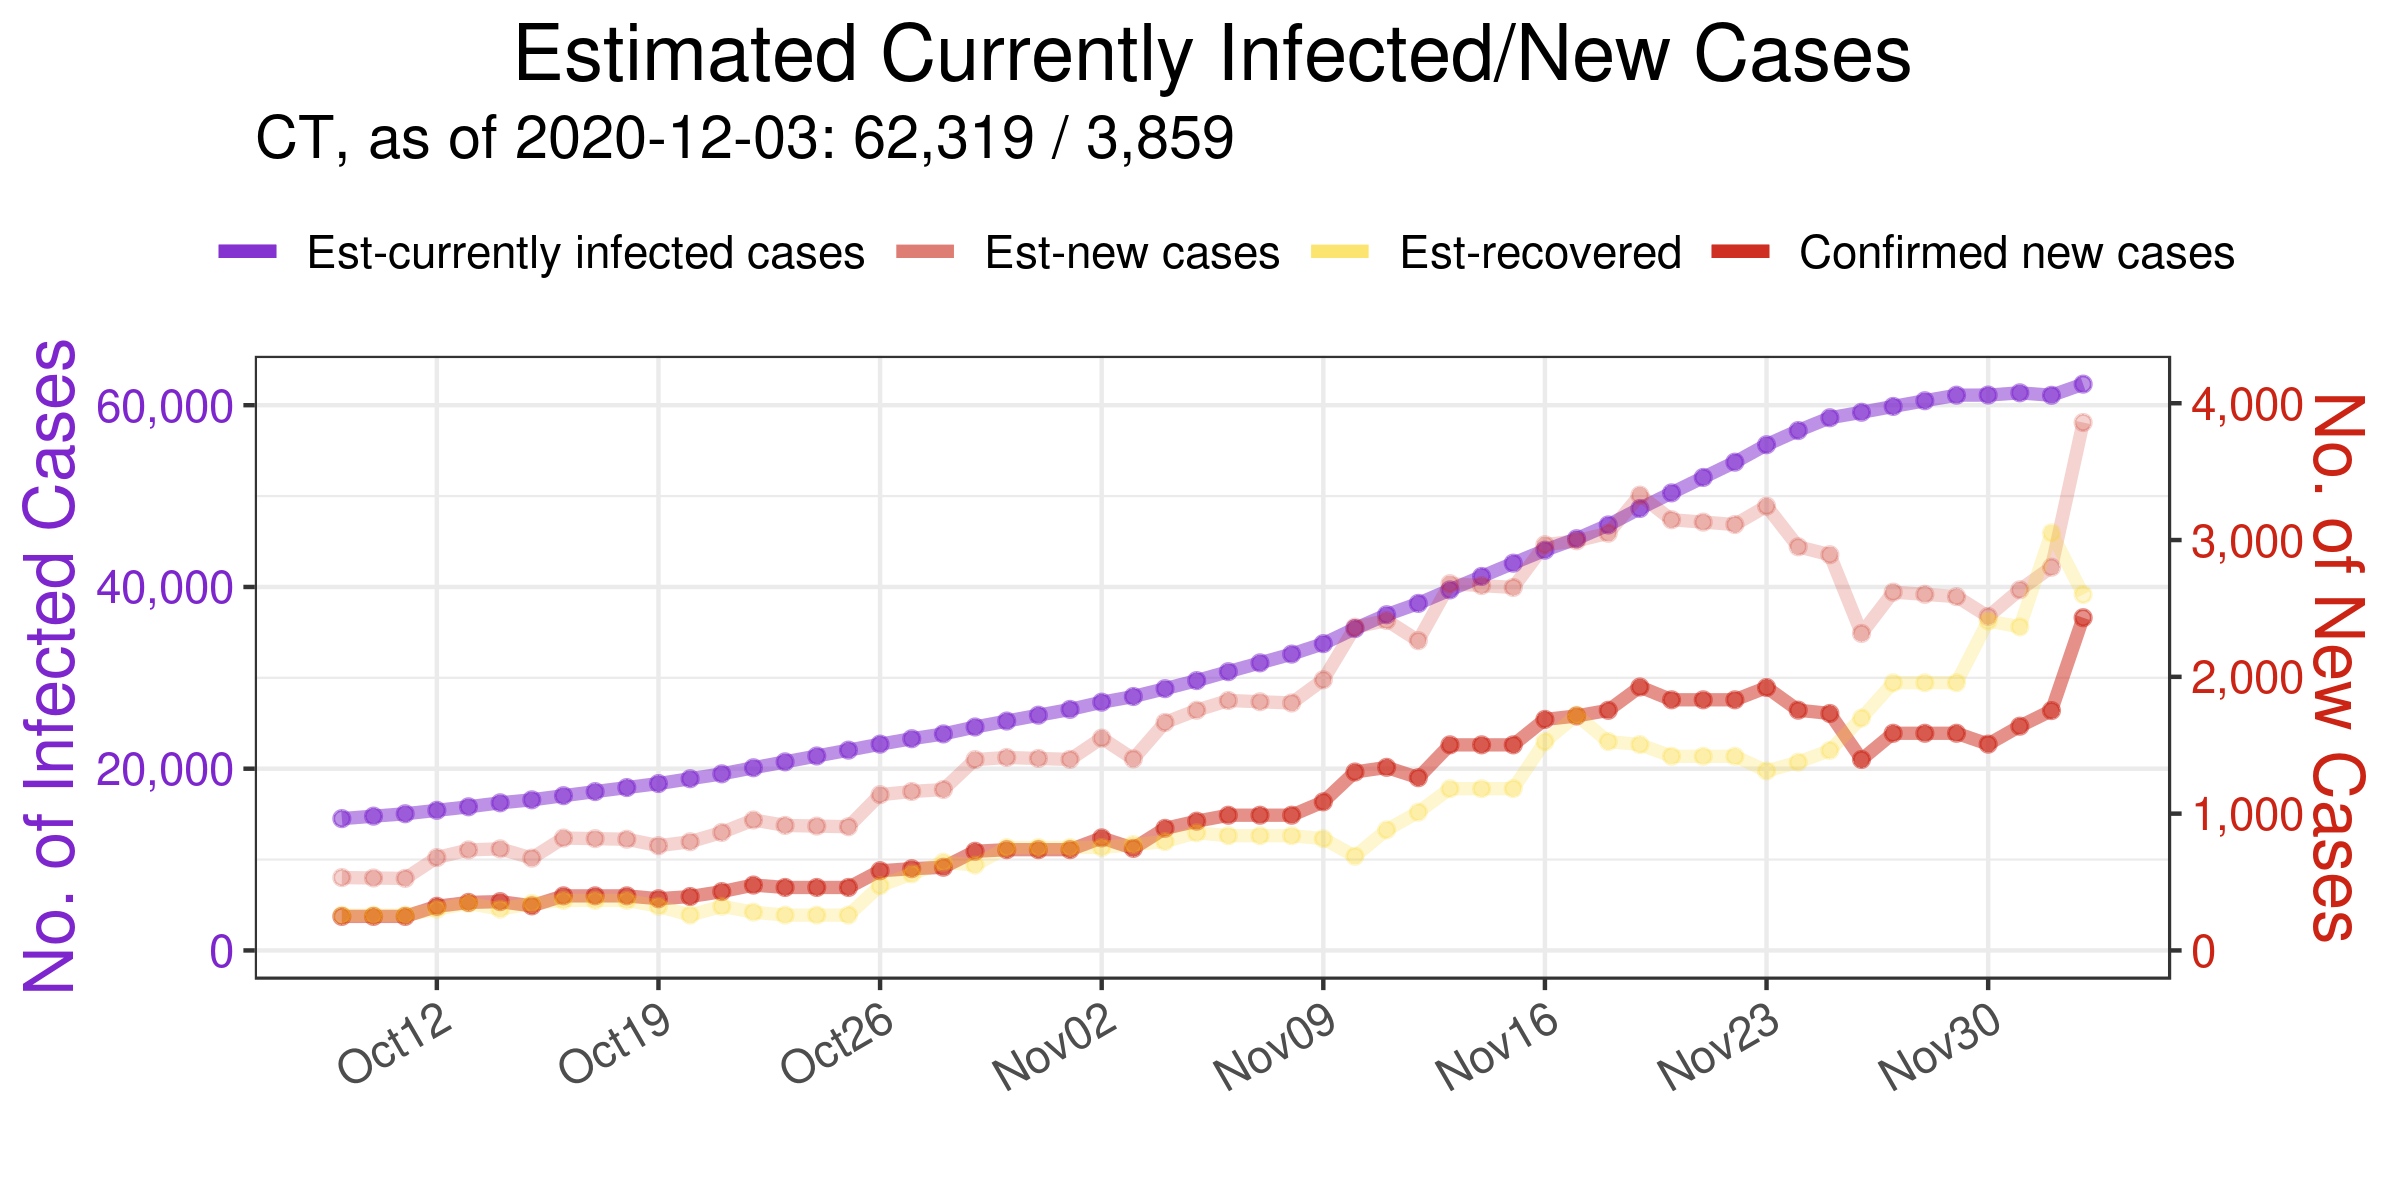 Estimated Currently Infected/New Cases
CT, as of 2020-12-03: 62,319 / 3,859
Est-currently infected cases Est-new cases Est-recovered Confirmed new cases
No. of Infected Cases
60,000
40,000
20,000
0
4,000
3,000
2,000
1,000
0
No. of New Cases
Oct12 Oct19 Oct26 Nov02 Nov09 Nov16 Nov23 Nov30